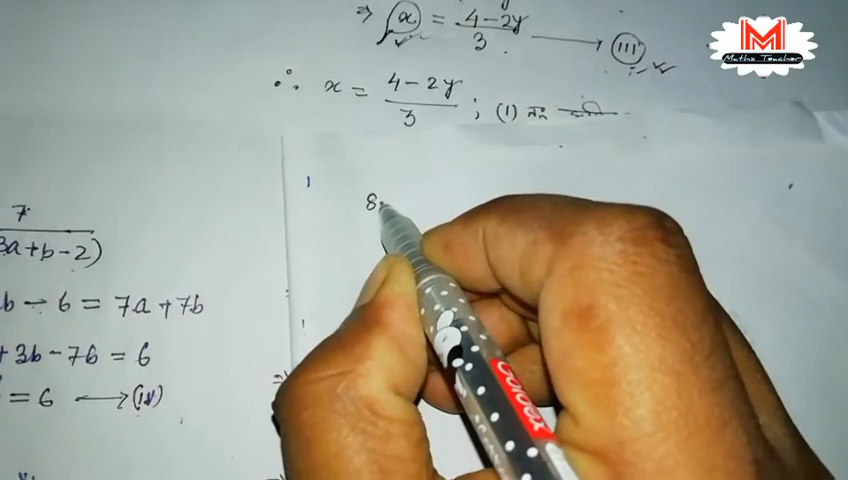 ⇒ x = 4-2y / 3 → (III)
∴ x = 4-2y / 3 ; (I) নং
8
7
3a+b-2)
b - 6 = 7a + 7b
+ 3b - 7b = 6
= 6 → (IV)
M
Maths Teacher